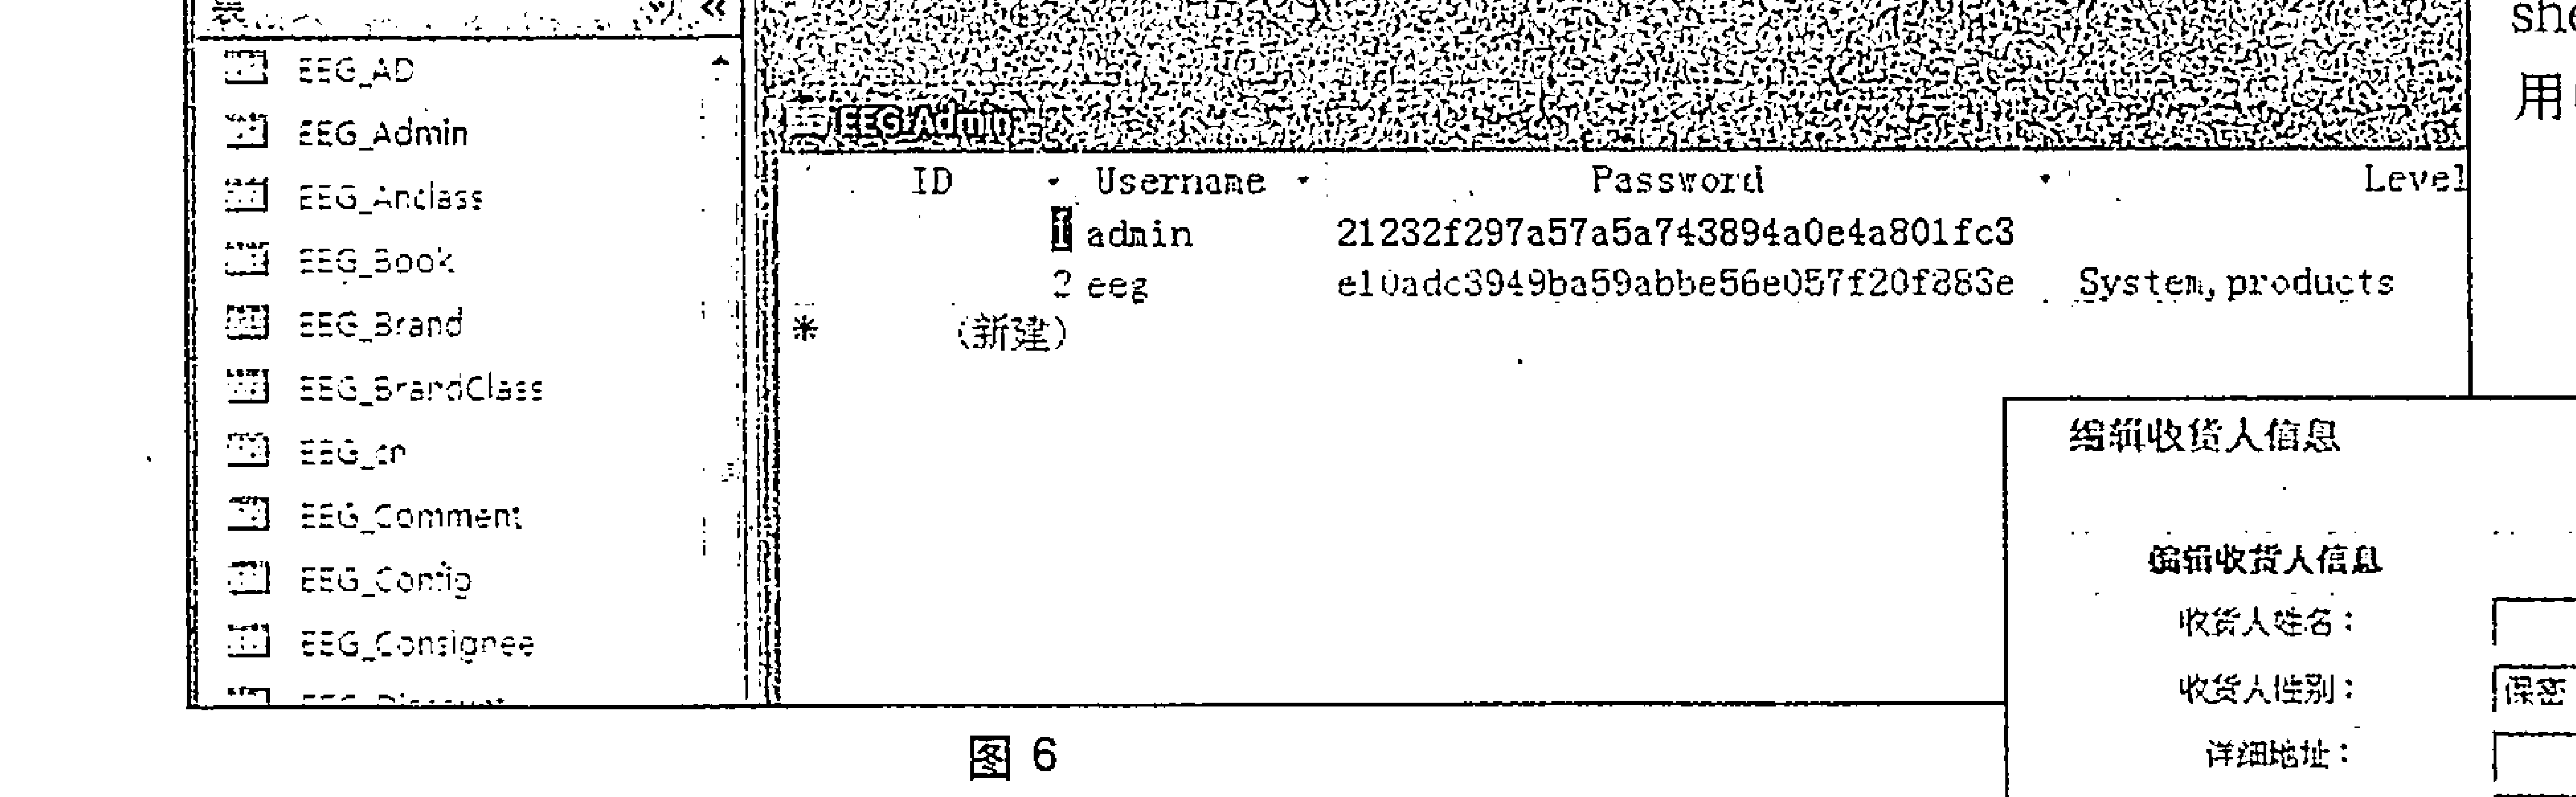 表 «
EEG_AD
EEG_Admin
EEG_Anclass
EEG_Book
EEG_Brand
EEG_BrandClass
EEG_cn
EEG_Comment
EEG_Config
EEG_Consignee
EEG_Discount
EEG_Admin
ID Username Password Level
1 admin 21232f297a57a5a743894a0e4a801fc3
2 eeg e10adc3949ba59abbe56e057f20f883e System,products
* (新建)
编辑收货人信息
编辑收货人信息
收货人姓名：
收货人性别： 保密
详细地址：
图 6
用